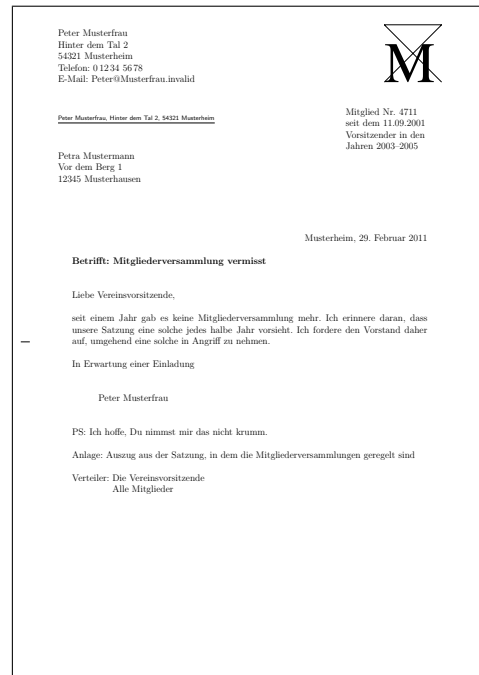 Peter Musterfrau
Hinter dem Tal 2
54321 Musterheim
Telefon: 0 12 34 56 78
E-Mail: Peter@Musterfrau.invalid
M
Peter Musterfrau, Hinter dem Tal 2, 54321 Musterheim
Mitglied Nr. 4711
seit dem 11.09.2001
Vorsitzender in den
Jahren 2003–2005
Petra Mustermann
Vor dem Berg 1
12345 Musterhausen
Musterheim, 29. Februar 2011
Betrifft: Mitgliederversammlung vermisst
Liebe Vereinsvorsitzende,
seit einem Jahr gab es keine Mitgliederversammlung mehr. Ich erinnere daran, dass
unsere Satzung eine solche jedes halbe Jahr vorsieht. Ich fordere den Vorstand daher
auf, umgehend eine solche in Angriff zu nehmen.
In Erwartung einer Einladung
Peter Musterfrau
PS: Ich hoffe, Du nimmst mir das nicht krumm.
Anlage: Auszug aus der Satzung, in dem die Mitgliederversammlungen geregelt sind
Verteiler: Die Vereinsvorsitzende
Alle Mitglieder